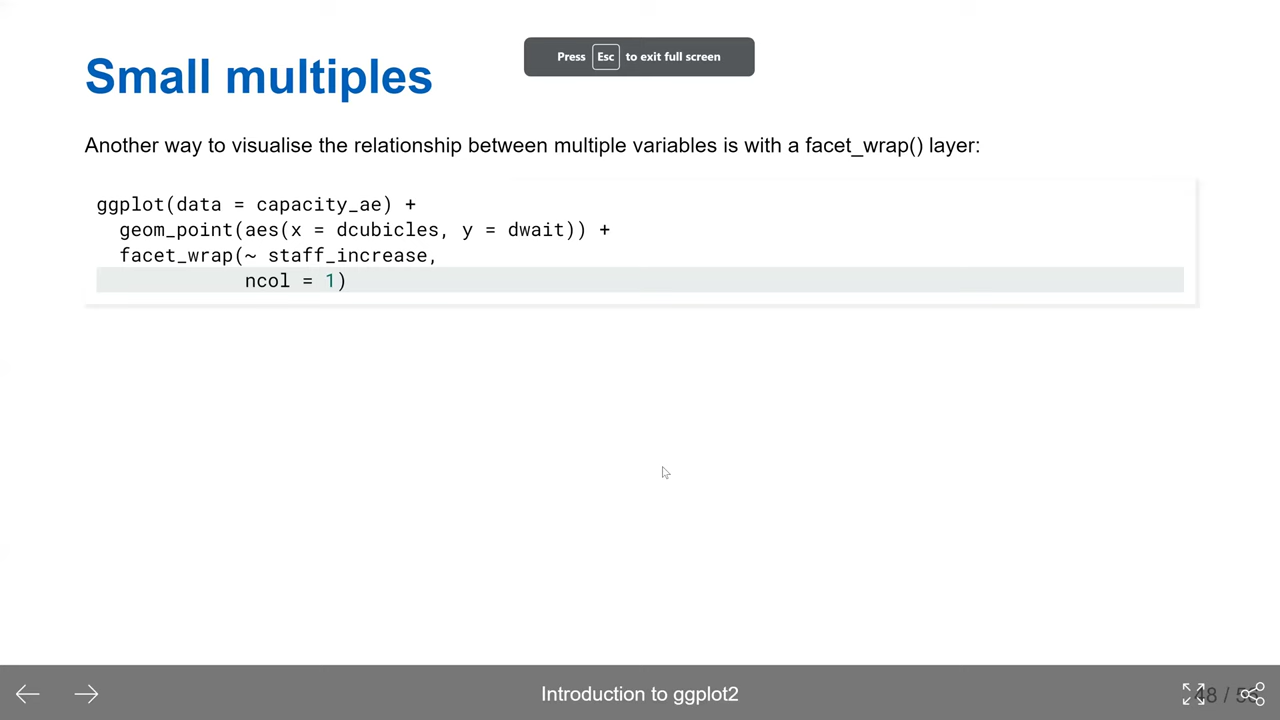 Press Esc to exit full screen
Small multiples
Another way to visualise the relationship between multiple variables is with a facet_wrap() layer:
ggplot(data = capacity_ae) +
  geom_point(aes(x = dcubicles, y = dwait)) +
  facet_wrap(~ staff_increase,
             ncol = 1)
Introduction to ggplot2
48 /